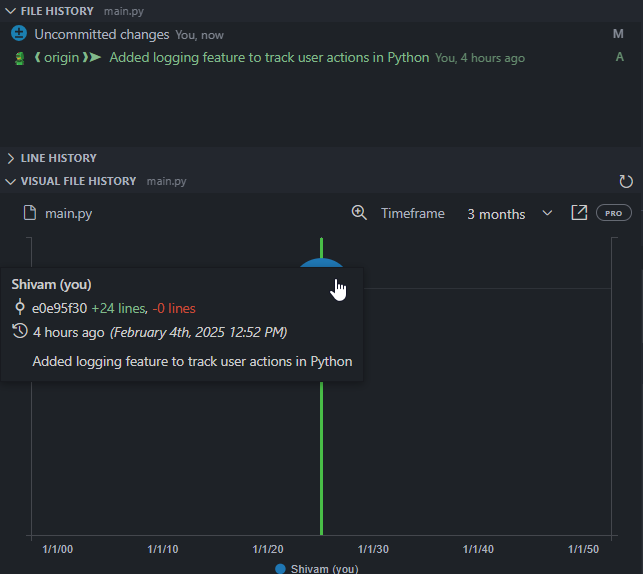 FILE HISTORY main.py
Uncommitted changes You, now M
❰ origin ❱➤ Added logging feature to track user actions in Python You, 4 hours ago A
LINE HISTORY
VISUAL FILE HISTORY main.py
main.py Timeframe 3 months PRO
Shivam (you)
e0e95f30 +24 lines, -0 lines
4 hours ago (February 4th, 2025 12:52 PM)
Added logging feature to track user actions in Python
1/1/00 1/1/10 1/1/20 1/1/30 1/1/40 1/1/50
Shivam (you)